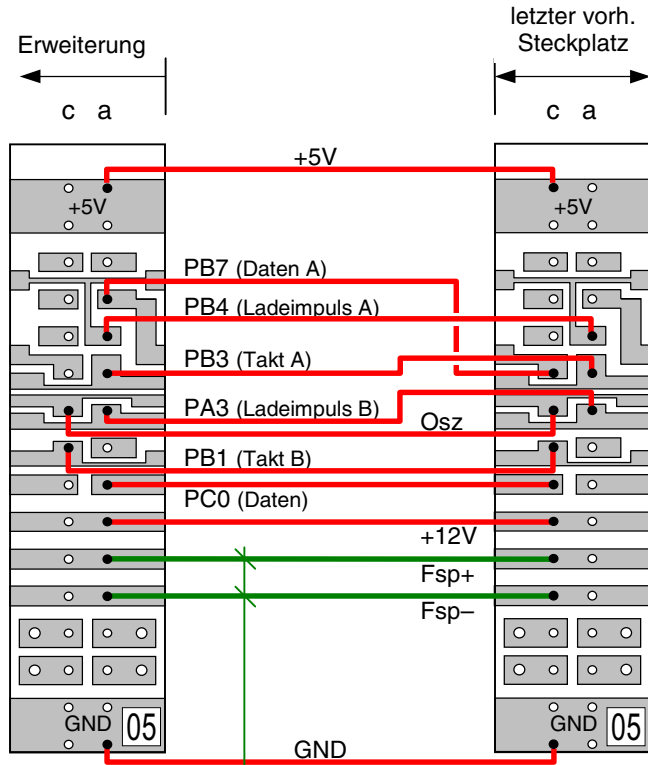 Erweiterung
letzter vorh.
Steckplatz
c a
c a
+5V
+5V
+5V
PB7 (Daten A)
PB4 (Ladeimpuls A)
PB3 (Takt A)
PA3 (Ladeimpuls B)
Osz
PB1 (Takt B)
PC0 (Daten)
+12V
Fsp+
Fsp–
GND 05
GND 05
GND